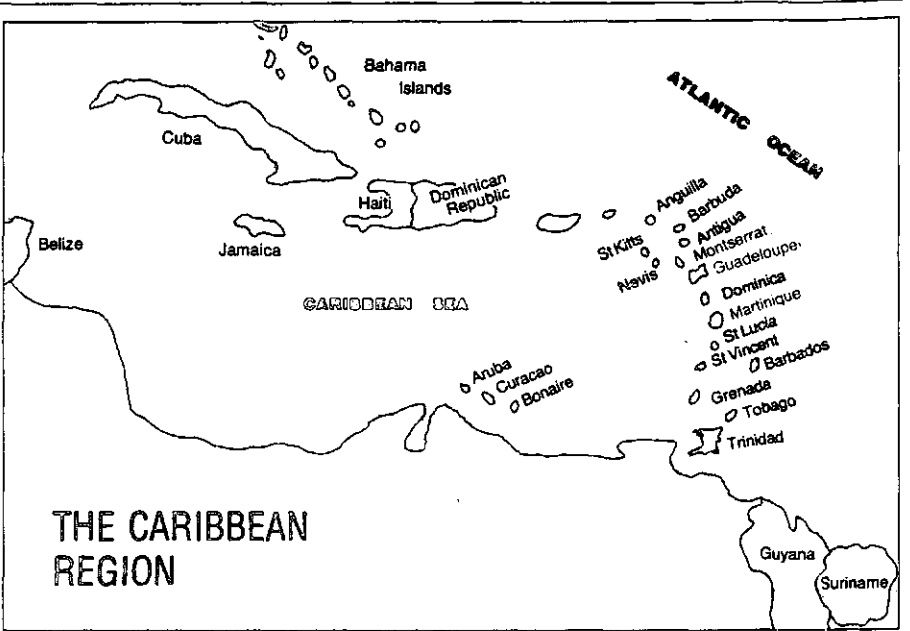 Bahama
Islands
ATLANTIC OCEAN
Cuba
Haiti
Dominican
Republic
Anguilla
Barbuda
St Kitts
Antigua
Belize
Jamaica
Montserrat
Nevis
Guadeloupe
Dominica
CARIBBEAN SEA
Martinique
St Lucia
St Vincent
Barbados
Aruba
Curacao
Bonaire
Grenada
Tobago
Trinidad
THE CARIBBEAN
REGION
Guyana
Suriname